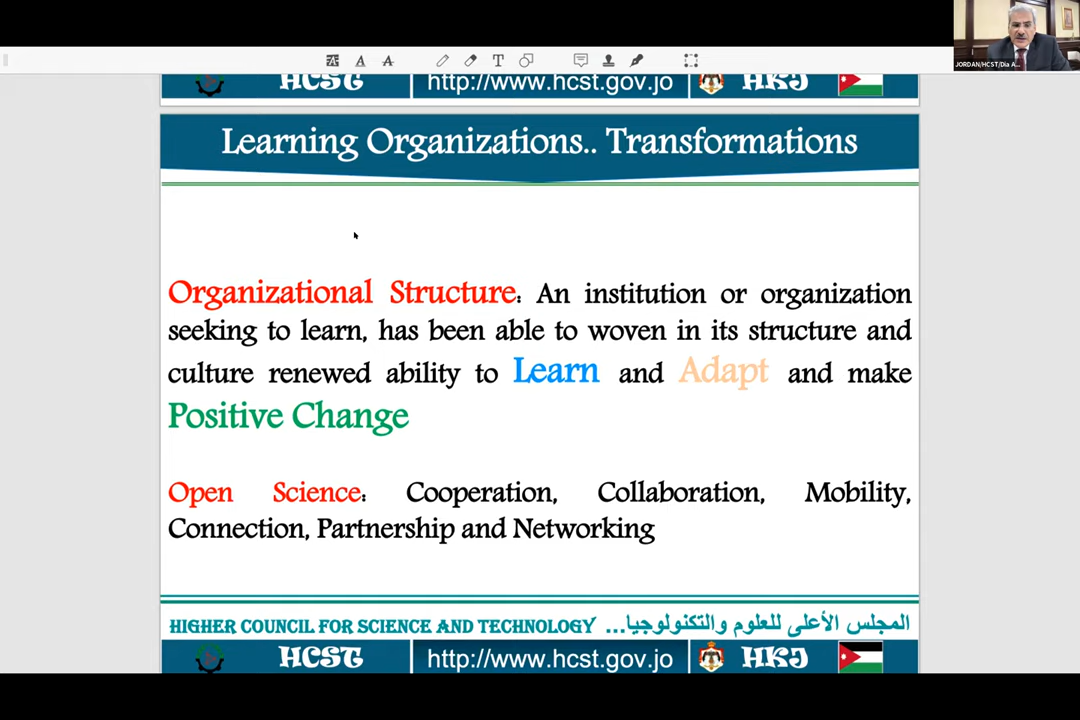 JORDAN/HCST/Dia A...
HCST http://www.hcst.gov.jo HKJ
Learning Organizations.. Transformations
Organizational Structure: An institution or organization
seeking to learn, has been able to woven in its structure and
culture renewed ability to Learn and Adapt and make
Positive Change
Open Science: Cooperation, Collaboration, Mobility,
Connection, Partnership and Networking
HIGHER COUNCIL FOR SCIENCE AND TECHNOLOGY ...المجلس الأعلى للعلوم والتكنولوجيا
HCST http://www.hcst.gov.jo HKJ